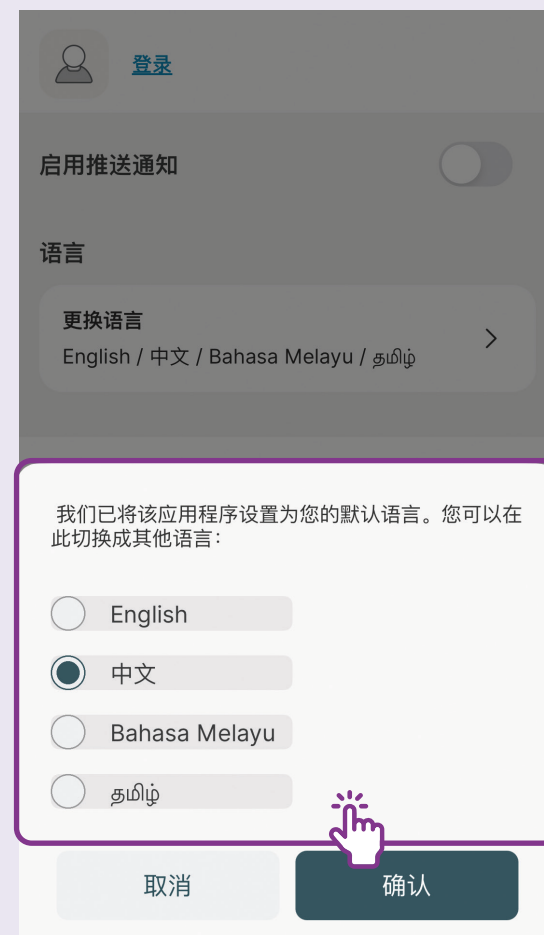 登录
启用推送通知
语言
更换语言
English / 中文 / Bahasa Melayu / தமிழ்
我们已将该应用程序设置为您的默认语言。您可以在
此切换成其他语言：
English
中文
Bahasa Melayu
தமிழ்
取消
确认